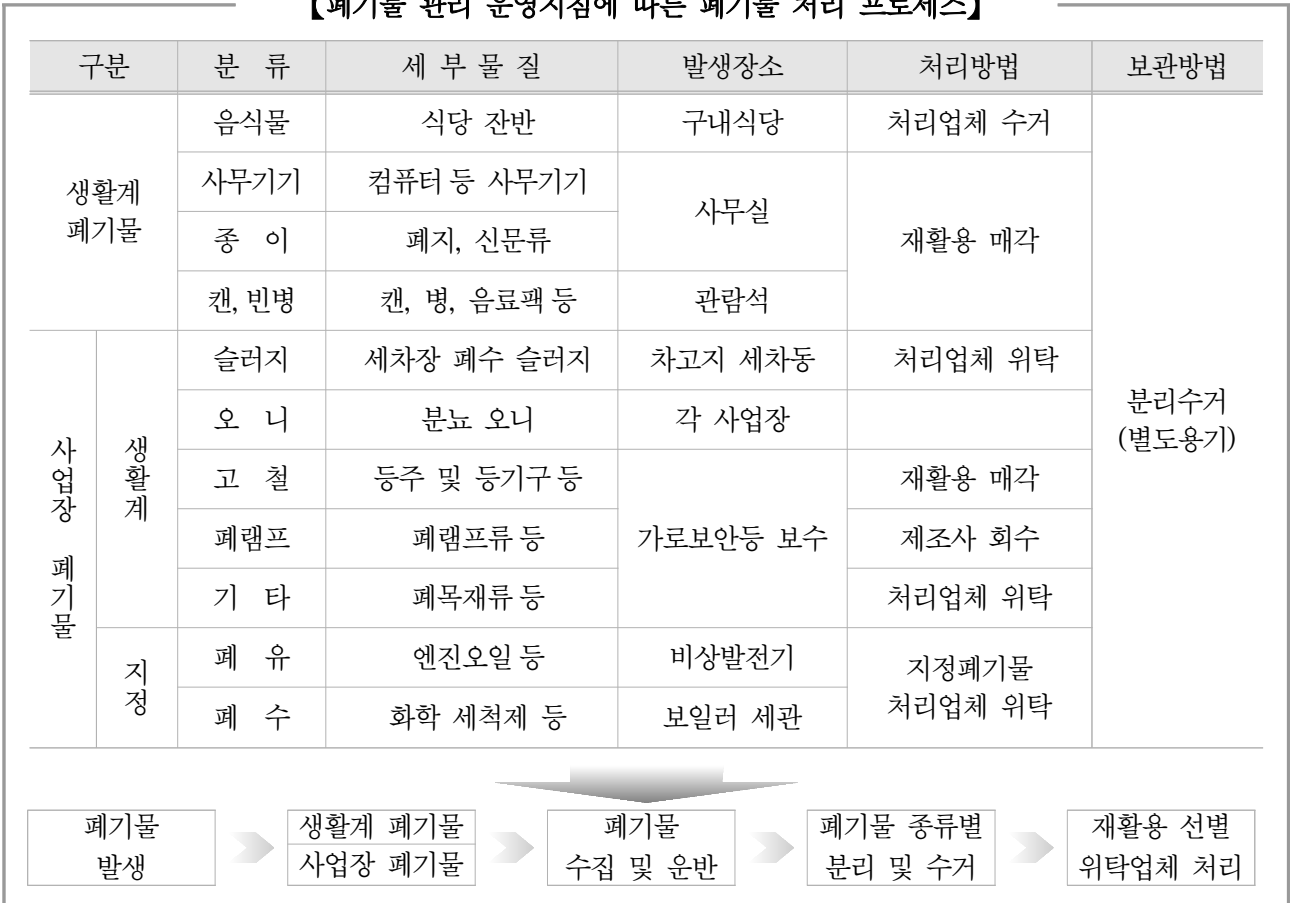 【폐기물 관리 운영지침에 따른 폐기물 처리 프로세스】
구분 분 류 세 부 물 질 발생장소 처리방법 보관방법
생활계
폐기물
음식물 식당 잔반 구내식당 처리업체 수거
사무기기 컴퓨터 등 사무기기
사무실
종 이 폐지, 신문류
재활용 매각
캔, 빈병 캔, 병, 음료팩 등 관람석
사업장 폐기물
생활계
슬러지 세차장 폐수 슬러지 차고지 세차동 처리업체 위탁
오 니 분뇨 오니 각 사업장
분리수거
(별도용기)
고 철 등주 및 등기구 등 재활용 매각
폐램프 폐램프류 등 가로보안등 보수 제조사 회수
기 타 폐목재류 등 처리업체 위탁
지정
폐 유 엔진오일 등 비상발전기
지정폐기물
처리업체 위탁
폐 수 화학 세척제 등 보일러 세관
폐기물
발생
생활계 폐기물
사업장 폐기물
폐기물
수집 및 운반
폐기물 종류별
분리 및 수거
재활용 선별
위탁업체 처리